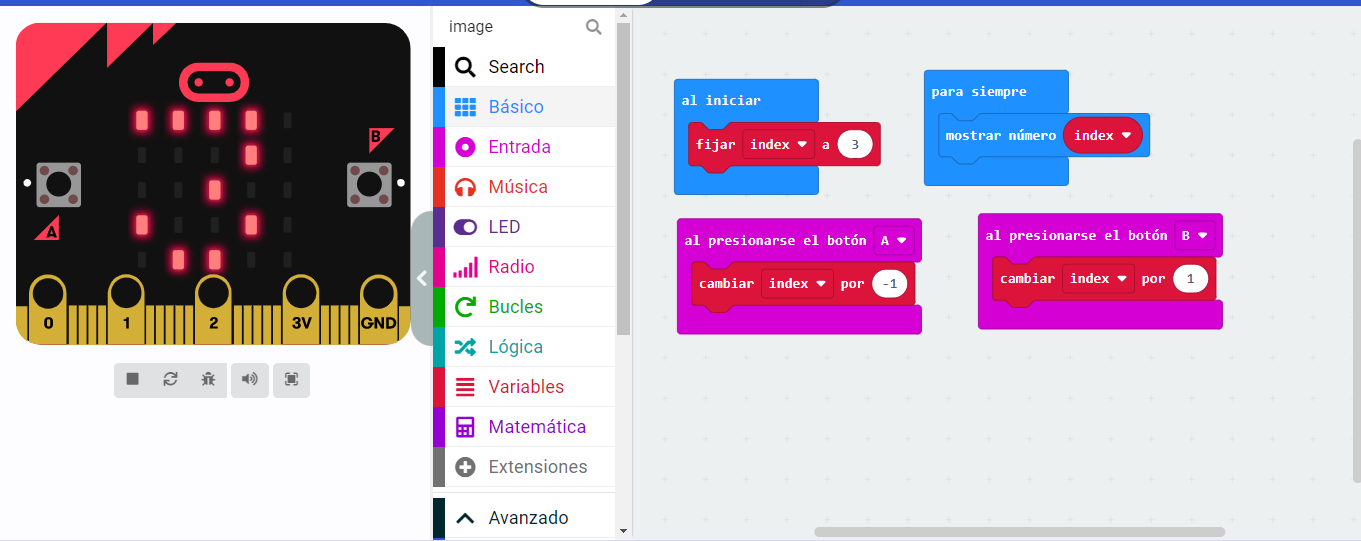 B
A
0 1 2 3V GND
image
Search
Básico
Entrada
Música
LED
Radio
Bucles
Lógica
Variables
Matemática
Extensiones
Avanzado
al iniciar
fijar index a 3
para siempre
mostrar número index
al presionarse el botón A
cambiar index por -1
al presionarse el botón B
cambiar index por 1